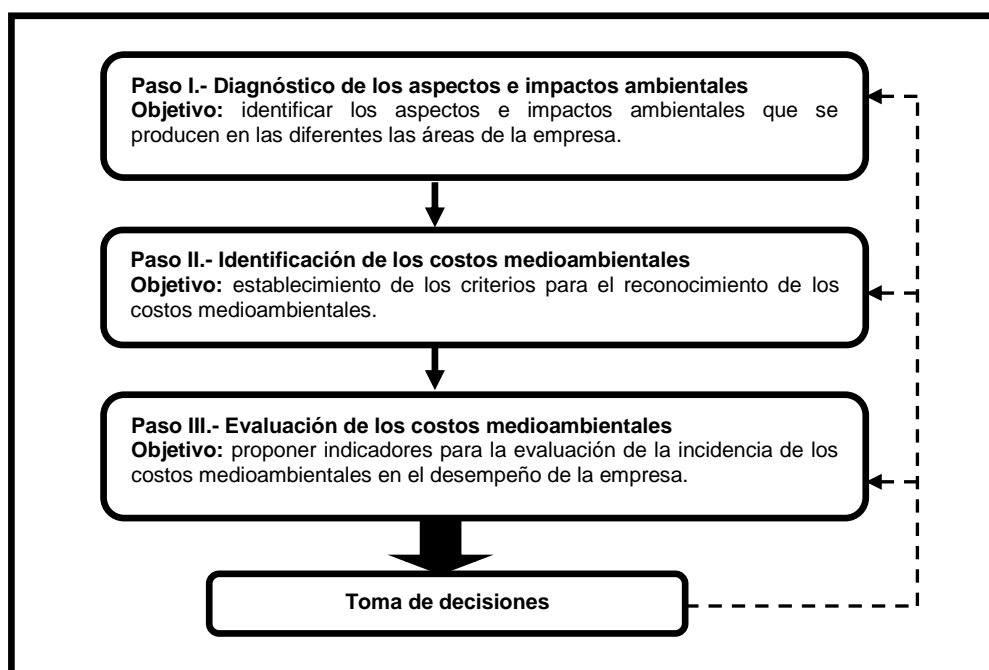 Paso I.- Diagnóstico de los aspectos e impactos ambientales
Objetivo: identificar los aspectos e impactos ambientales que se
producen en las diferentes las áreas de la empresa.
Paso II.- Identificación de los costos medioambientales
Objetivo: establecimiento de los criterios para el reconocimiento de los
costos medioambientales.
Paso III.- Evaluación de los costos medioambientales
Objetivo: proponer indicadores para la evaluación de la incidencia de los
costos medioambientales en el desempeño de la empresa.
Toma de decisiones